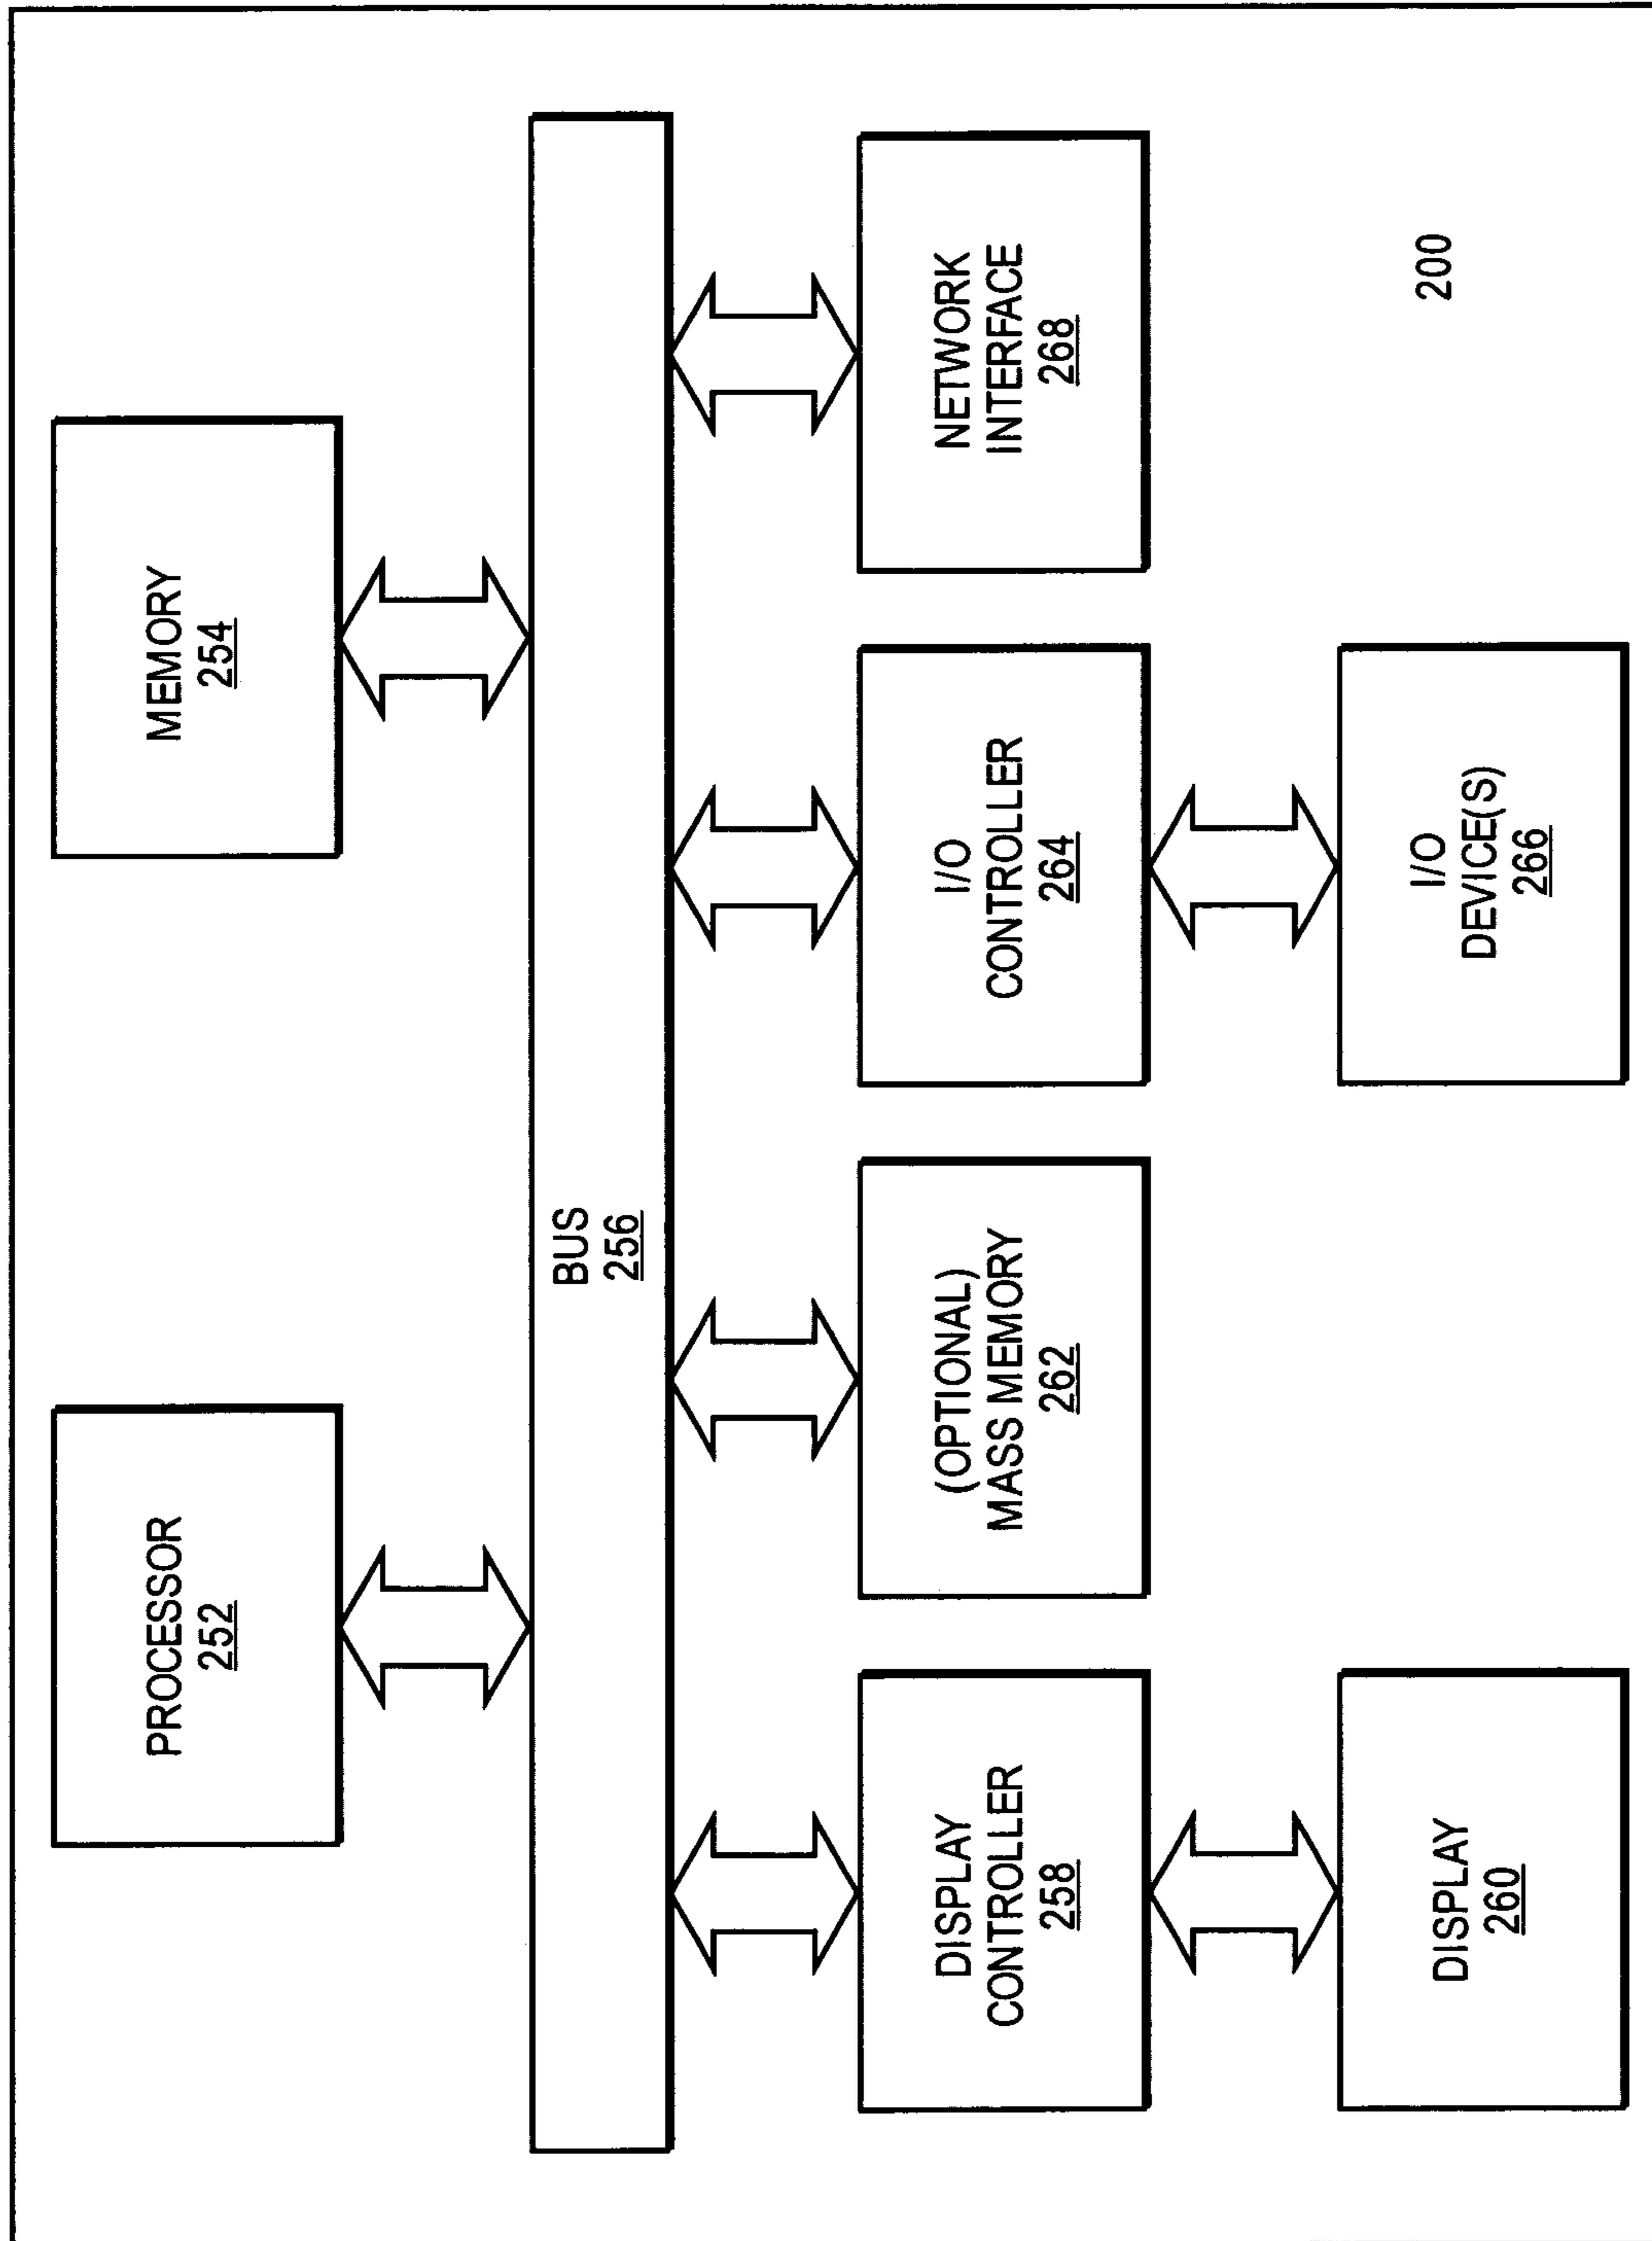 PROCESSOR
252
MEMORY
254
BUS
256
DISPLAY
CONTROLLER
258
(OPTIONAL)
MASS MEMORY
262
I/O
CONTROLLER
264
NETWORK
INTERFACE
268
DISPLAY
260
I/O
DEVICE(S)
266
200